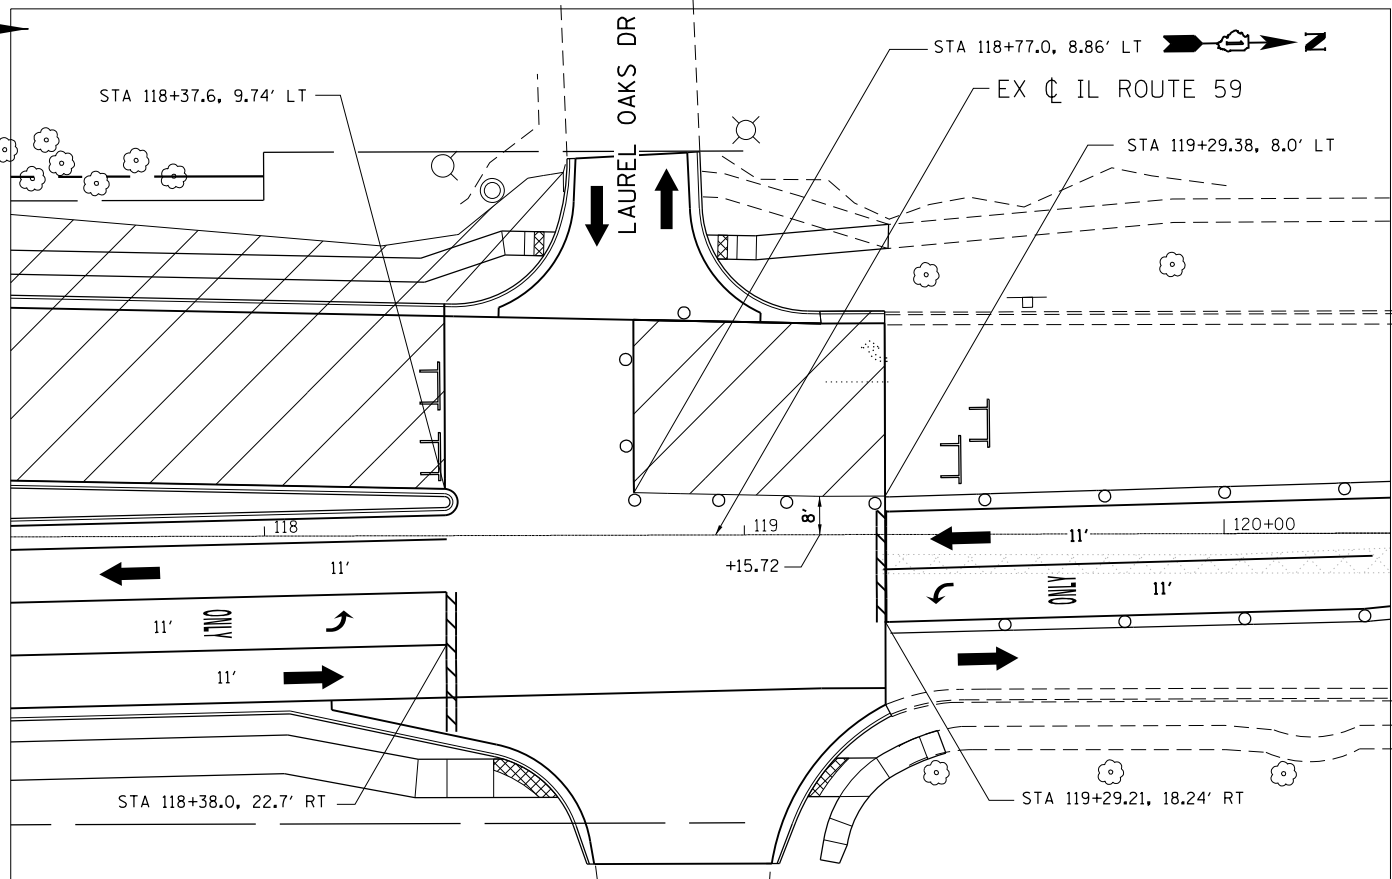 LAUREL OAKS DR
STA 118+77.0, 8.86' LT
N
EX ℄ IL ROUTE 59
STA 118+37.6, 9.74' LT
STA 119+29.38, 8.0' LT
118
119
8'
120+00
+15.72
11'
11'
ONLY
11'
11'
ONLY
11'
STA 118+38.0, 22.7' RT
STA 119+29.21, 18.24' RT